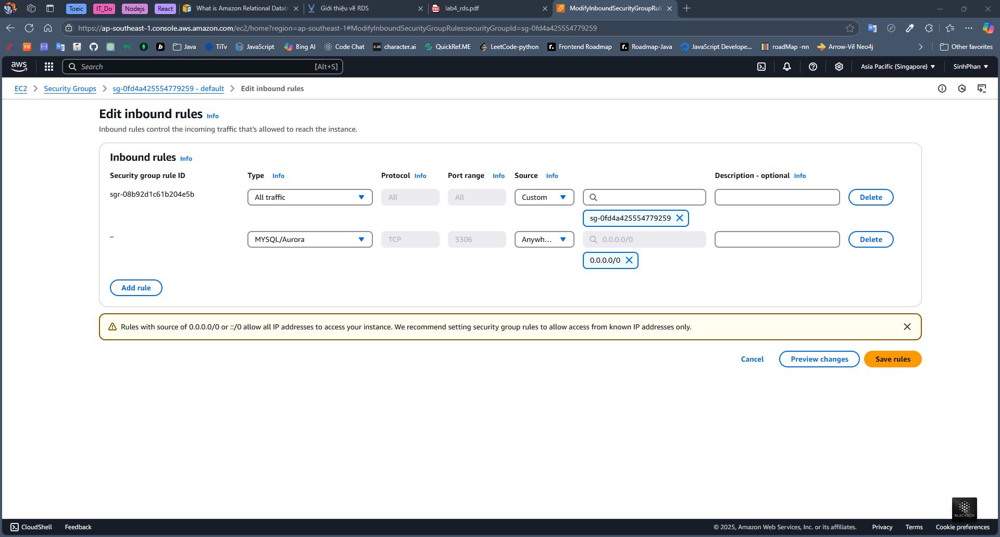 Toic
IT_Do
Nodejs
React
What is Amazon Relational Datab
Giới thiệu về RDS
lab4_rds.pdf
ModifyInboundSecurityGroupRul
https://ap-southeast-1.console.aws.amazon.com/ec2/home?region=ap-southeast-1#ModifyInboundSecurityGroupRules:securityGroupId=sg-0fd4a425554779259
F8
Java
TiTv
JavaScript
Bing AI
Code Chat
c.ai character.ai
QuickRef.ME
LeetCode-python
Frontend Roadmap
Roadmap-Java
JavaScript Develope...
roadMap -nn
Arrow-Vẽ Neo4j
Other favorites
aws
Search
[Alt+S]
Asia Pacific (Singapore)
SinhPhan
EC2
Security Groups
sg-0fd4a425554779259 - default
Edit inbound rules
Edit inbound rules Info
Inbound rules control the incoming traffic that's allowed to reach the instance.
Inbound rules Info
Security group rule ID
Type Info
Protocol Info
Port range Info
Source Info
Description - optional Info
sgr-08b92d1c61b204e5b
All traffic
All
All
Custom
Delete
sg-0fd4a425554779259
–
MYSQL/Aurora
TCP
3306
Anywh...
0.0.0.0/0
Delete
0.0.0.0/0
Add rule
Rules with source of 0.0.0.0/0 or ::/0 allow all IP addresses to access your instance. We recommend setting security group rules to allow access from known IP addresses only.
Cancel
Preview changes
Save rules
BLACKBOX
CloudShell
Feedback
© 2025, Amazon Web Services, Inc. or its affiliates.
Privacy
Terms
Cookie preferences